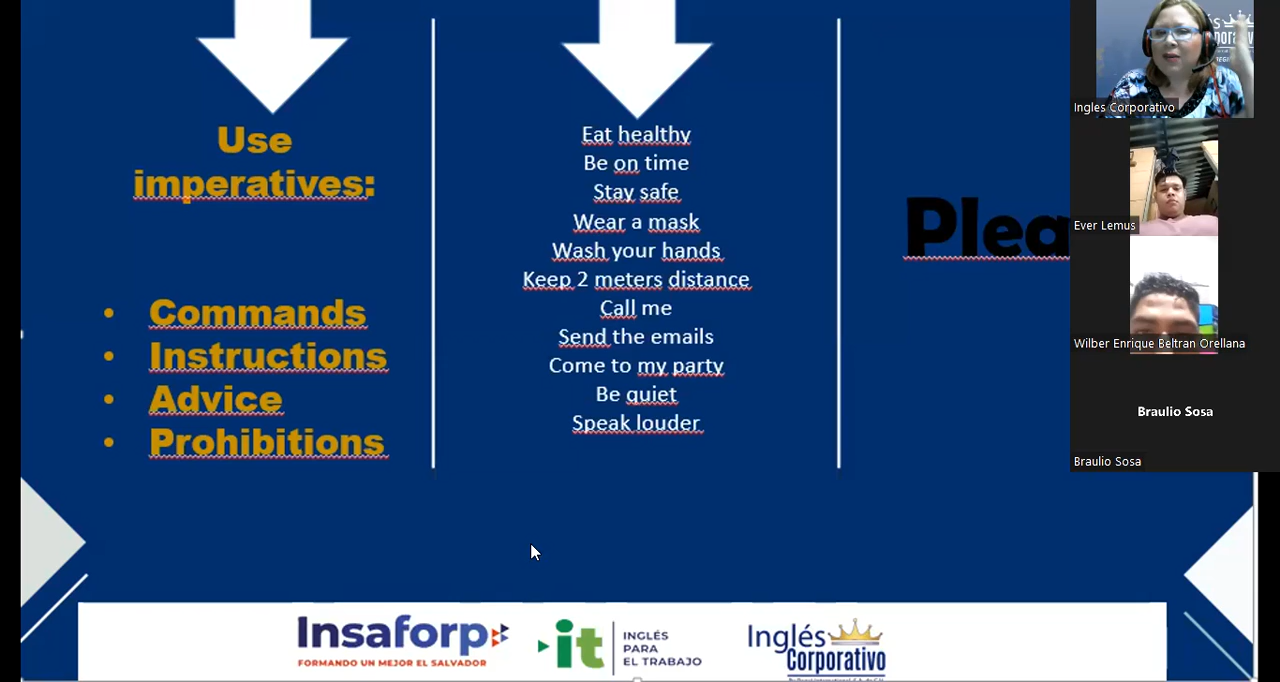 Use
imperatives:
• Commands
• Instructions
• Advice
• Prohibitions
Eat healthy
Be on time
Stay safe
Wear a mask
Wash your hands
Keep 2 meters distance
Call me
Send the emails
Come to my party
Be quiet
Speak louder
Plea
Ingles Corporativo
Ever Lemus
Wilber Enrique Beltran Orellana
Braulio Sosa
Braulio Sosa
Insaforp
FORMANDO UN MEJOR EL SALVADOR
it
INGLÉS
PARA
EL TRABAJO
Inglés
Corporativo